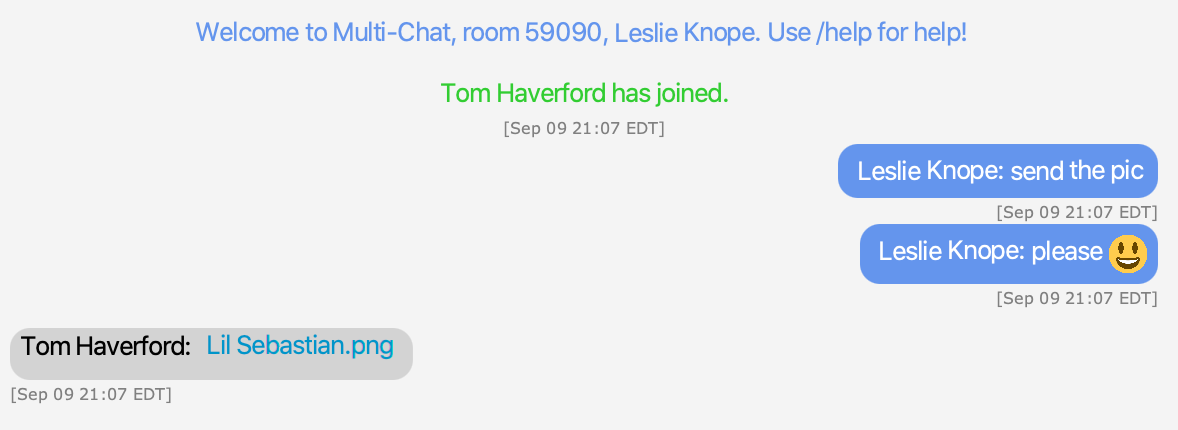 Welcome to Multi-Chat, room 59090, Leslie Knope. Use /help for help!
Tom Haverford has joined.
[Sep 09 21:07 EDT]
Leslie Knope: send the pic
[Sep 09 21:07 EDT]
Leslie Knope: please 😃
[Sep 09 21:07 EDT]
Tom Haverford: Lil Sebastian.png
[Sep 09 21:07 EDT]